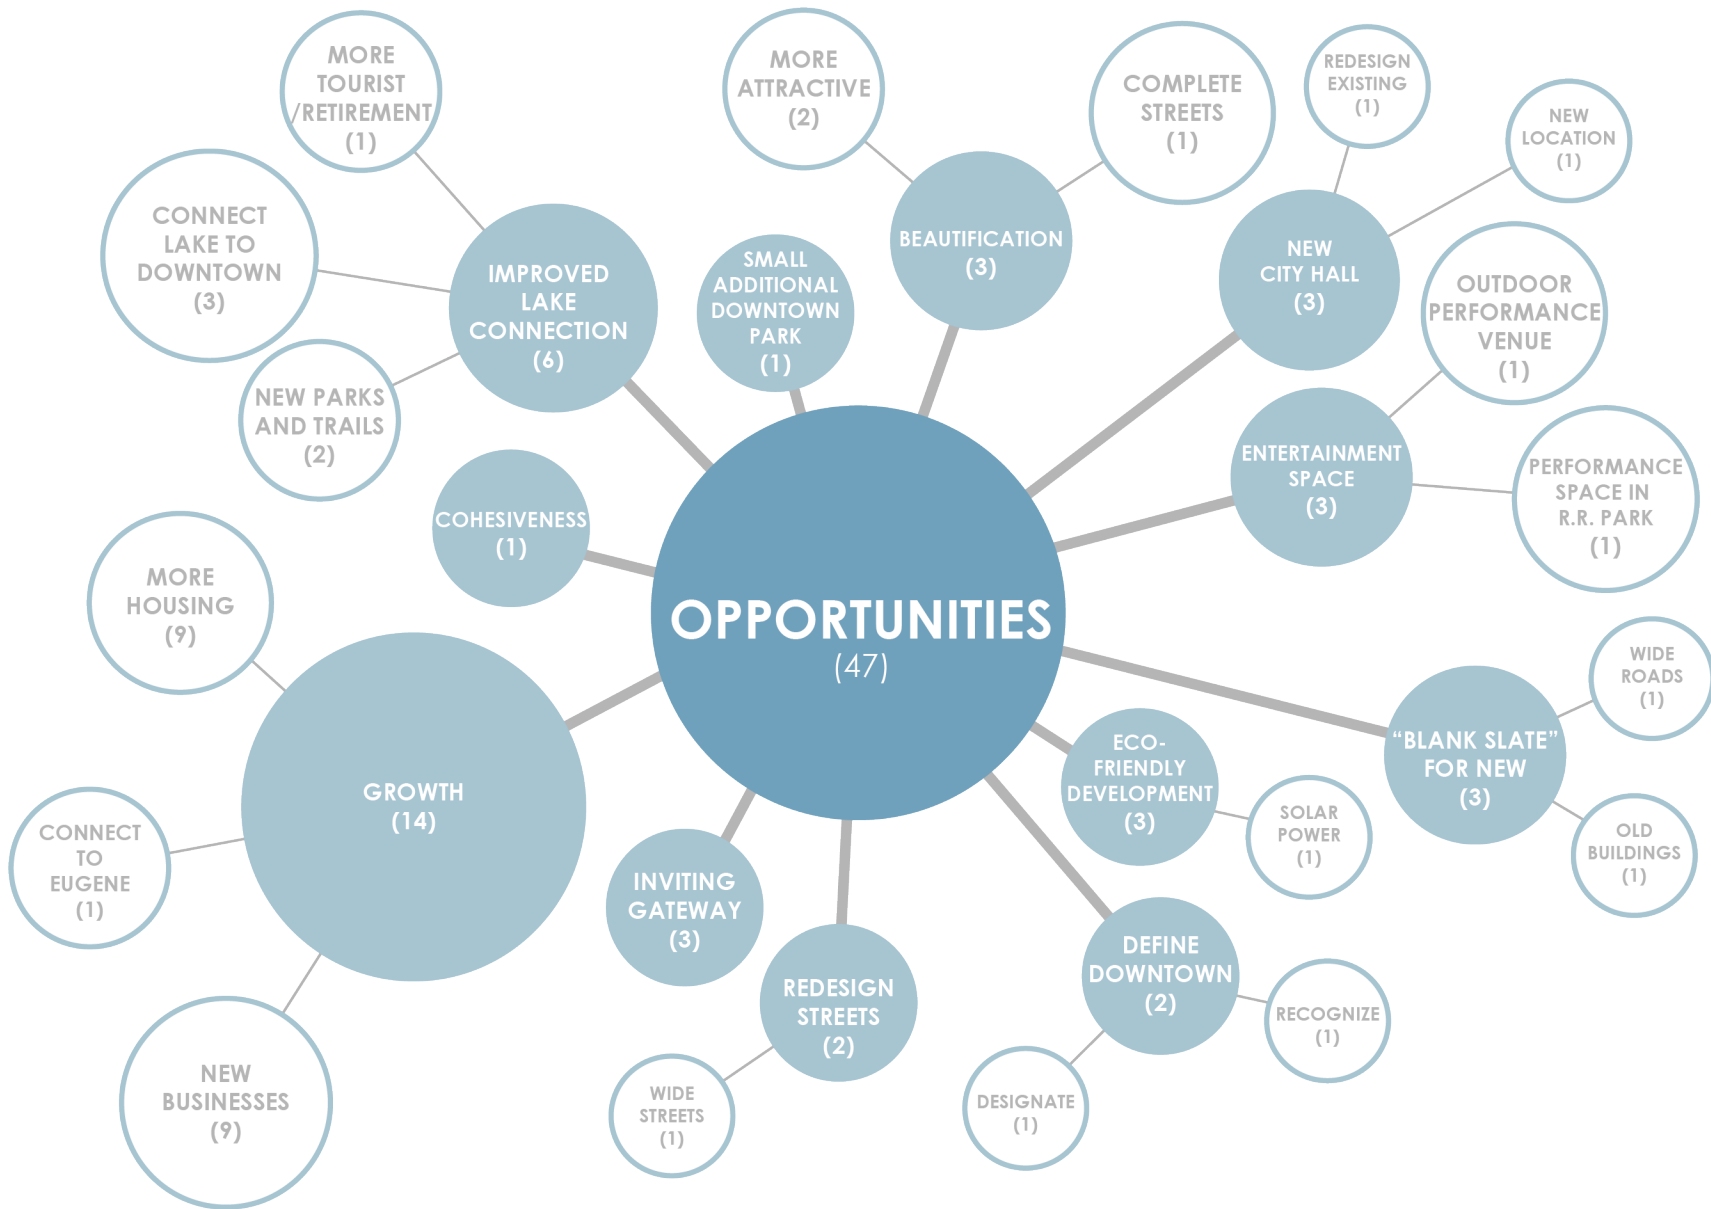 MORE
TOURIST
/RETIREMENT
(1)
CONNECT
LAKE TO
DOWNTOWN
(3)
NEW PARKS
AND TRAILS
(2)
IMPROVED
LAKE
CONNECTION
(6)
SMALL
ADDITIONAL
DOWNTOWN
PARK
(1)
MORE
ATTRACTIVE
(2)
COMPLETE
STREETS
(1)
BEAUTIFICATION
(3)
REDESIGN
EXISTING
(1)
NEW
LOCATION
(1)
NEW
CITY HALL
(3)
OUTDOOR
PERFORMANCE
VENUE
(1)
ENTERTAINMENT
SPACE
(3)
PERFORMANCE
SPACE IN
R.R. PARK
(1)
COHESIVENESS
(1)
OPPORTUNITIES
(47)
MORE
HOUSING
(9)
GROWTH
(14)
CONNECT
TO
EUGENE
(1)
NEW
BUSINESSES
(9)
INVITING
GATEWAY
(3)
REDESIGN
STREETS
(2)
WIDE
STREETS
(1)
ECO-
FRIENDLY
DEVELOPMENT
(3)
SOLAR
POWER
(1)
DEFINE
DOWNTOWN
(2)
DESIGNATE
(1)
RECOGNIZE
(1)
“BLANK SLATE”
FOR NEW
(3)
WIDE
ROADS
(1)
OLD
BUILDINGS
(1)